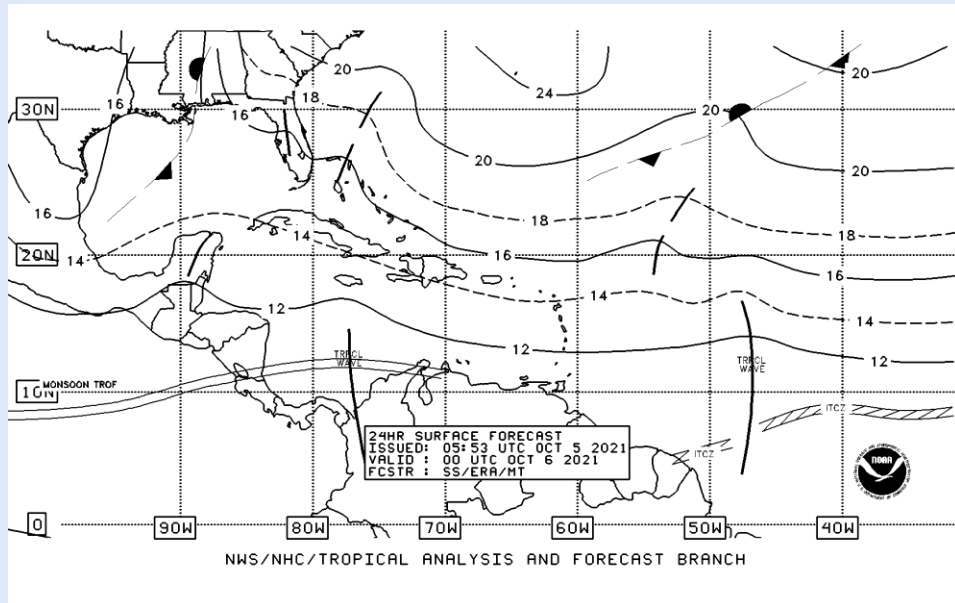 20
20
24
18
16
30N
16
20
20
20
16
18
18
14
14
20N
16
16
14
14
12
12
12
TRPCL
WAVE
TRPCL
WAVE
MONSOON TROF
10N
ITCZ
ITCZ
24HR SURFACE FORECAST
ISSUED: 05:53 UTC OCT 5 2021
VALID : 00 UTC OCT 6 2021
FCSTR : SS/ERA/MT
NOAA
0
90W
80W
70W
60W
50W
40W
NWS/NHC/TROPICAL ANALYSIS AND FORECAST BRANCH